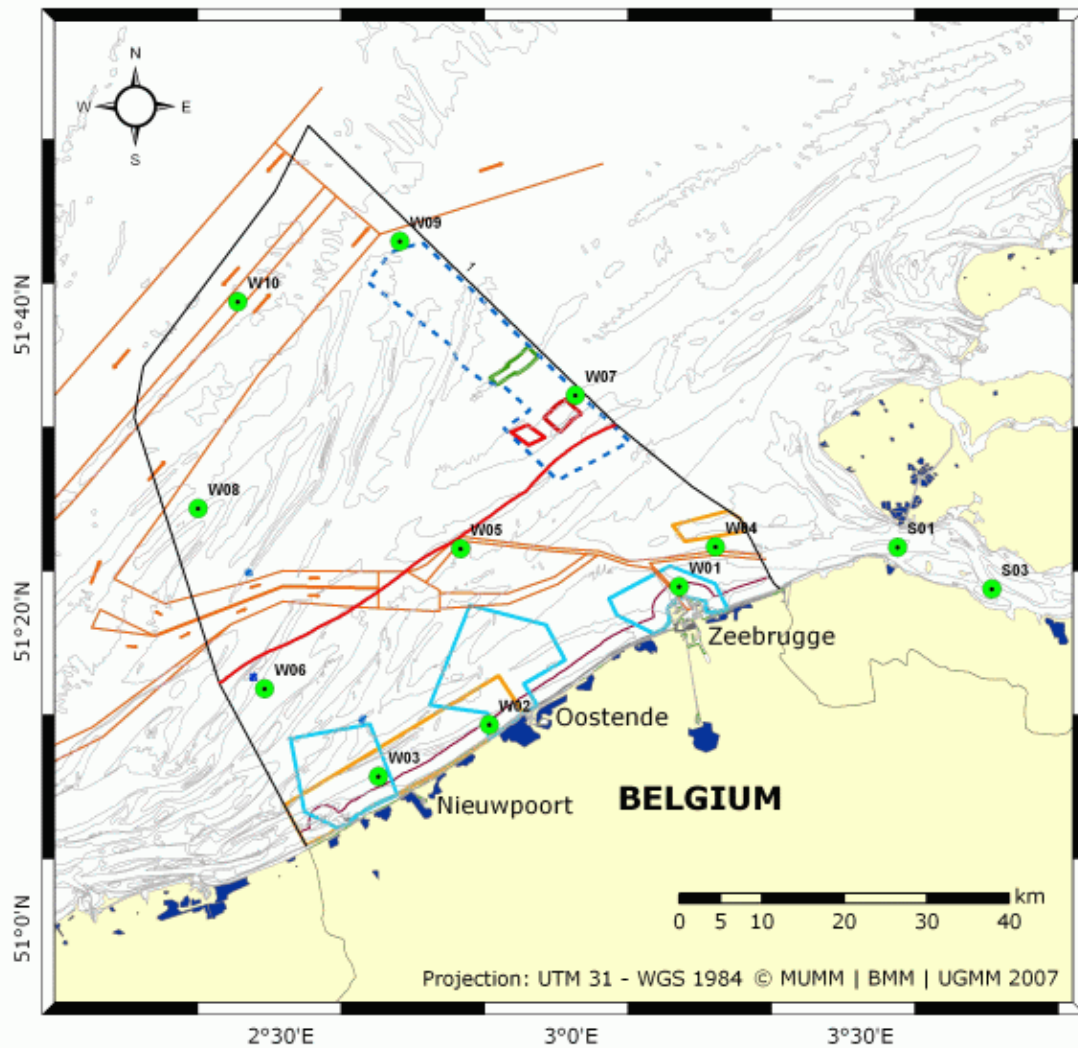 N
W E
S
W09
1
W10
51°40'N
W07
W08
W05
W04
S01
W01
S03
51°20'N
Zeebrugge
W06
W02
Oostende
W03
Nieuwpoort
BELGIUM
km
0 5 10 20 30 40
51°0'N
Projection: UTM 31 - WGS 1984 © MUMM | BMM | UGMM 2007
2°30'E 3°0'E 3°30'E